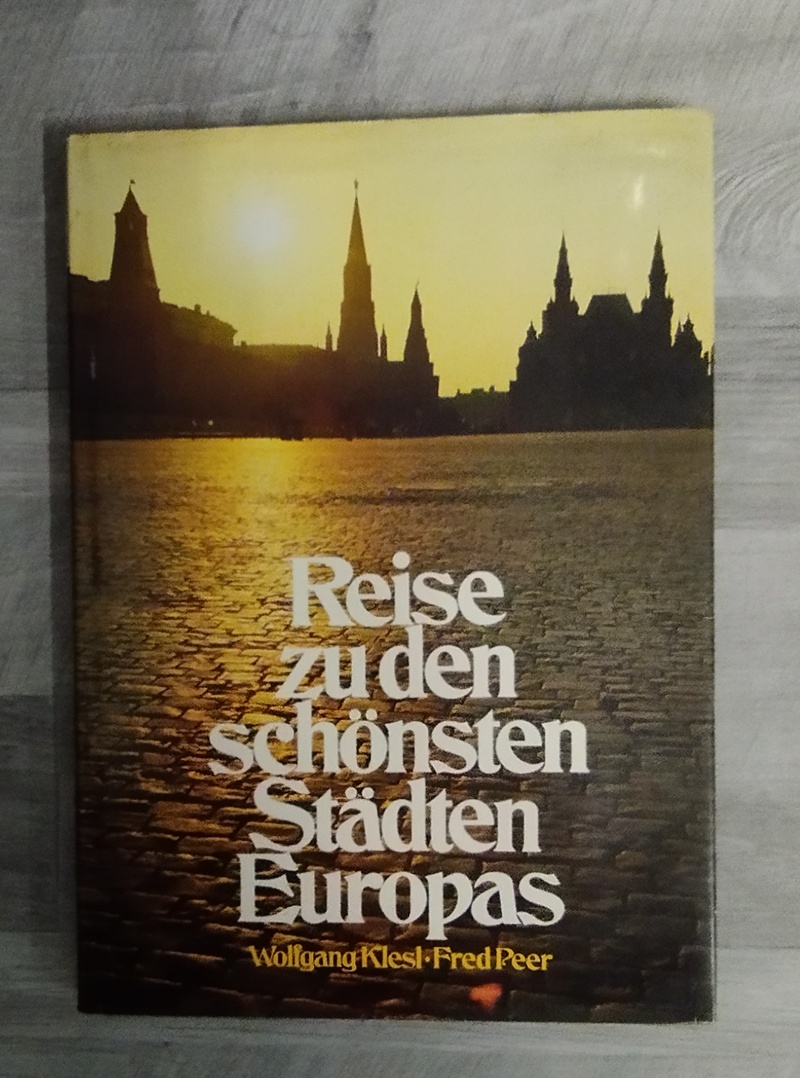 Reise
zu den
schönsten
Städten
Europas
Wolfgang Klesl · Fred Peer